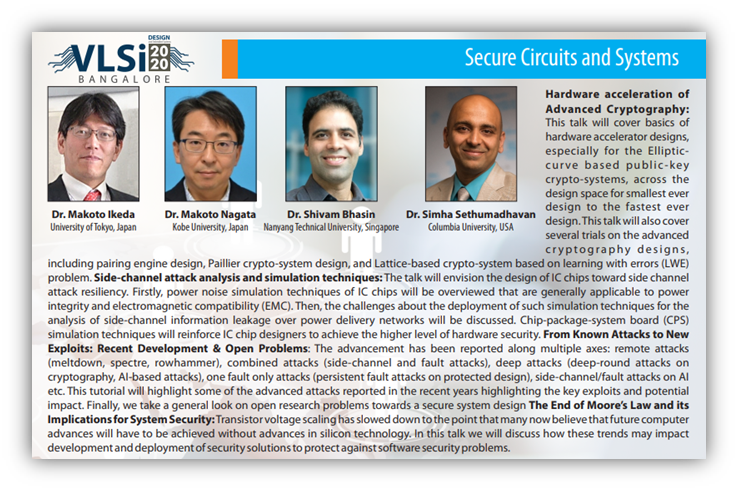 DESIGN
VLSi 20
20
BANGALORE
Secure Circuits and Systems
Dr. Makoto Ikeda
University of Tokyo, Japan
Dr. Makoto Nagata
Kobe University, Japan
Dr. Shivam Bhasin
Nanyang Technical University, Singapore
Dr. Simha Sethumadhavan
Columbia University, USA
Hardware acceleration of
Advanced Cryptography:
This talk will cover basics of
hardware accelerator designs,
especially for the Elliptic-
curve based public-key
crypto-systems, across the
design space for smallest ever
design to the fastest ever
design. This talk will also cover
several trials on the advanced
cryptography designs,
including pairing engine design, Paillier crypto-system design, and Lattice-based crypto-system based on learning with errors (LWE)
problem. Side-channel attack analysis and simulation techniques: The talk will envision the design of IC chips toward side channel
attack resiliency. Firstly, power noise simulation techniques of IC chips will be overviewed that are generally applicable to power
integrity and electromagnetic compatibility (EMC). Then, the challenges about the deployment of such simulation techniques for the
analysis of side-channel information leakage over power delivery networks will be discussed. Chip-package-system board (CPS)
simulation techniques will reinforce IC chip designers to achieve the higher level of hardware security. From Known Attacks to New
Exploits: Recent Development & Open Problems: The advancement has been reported along multiple axes: remote attacks
(meltdown, spectre, rowhammer), combined attacks (side-channel and fault attacks), deep attacks (deep-round attacks on
cryptography, AI-based attacks), one fault only attacks (persistent fault attacks on protected design), side-channel/fault attacks on AI
etc. This tutorial will highlight some of the advanced attack reported in the recent years highlighting the key exploits and potential
impact. Finally, we take a general look on open research problems towards a secure system design The End of Moore's Law and its
Implications for System Security: Transistor voltage scaling has slowed down to the point that many now believe that future computer
advances will have to be achieved without advances in silicon technology. In this talk we will discuss how these trends may impact
development and deployment of security solutions to protect against software security problems.